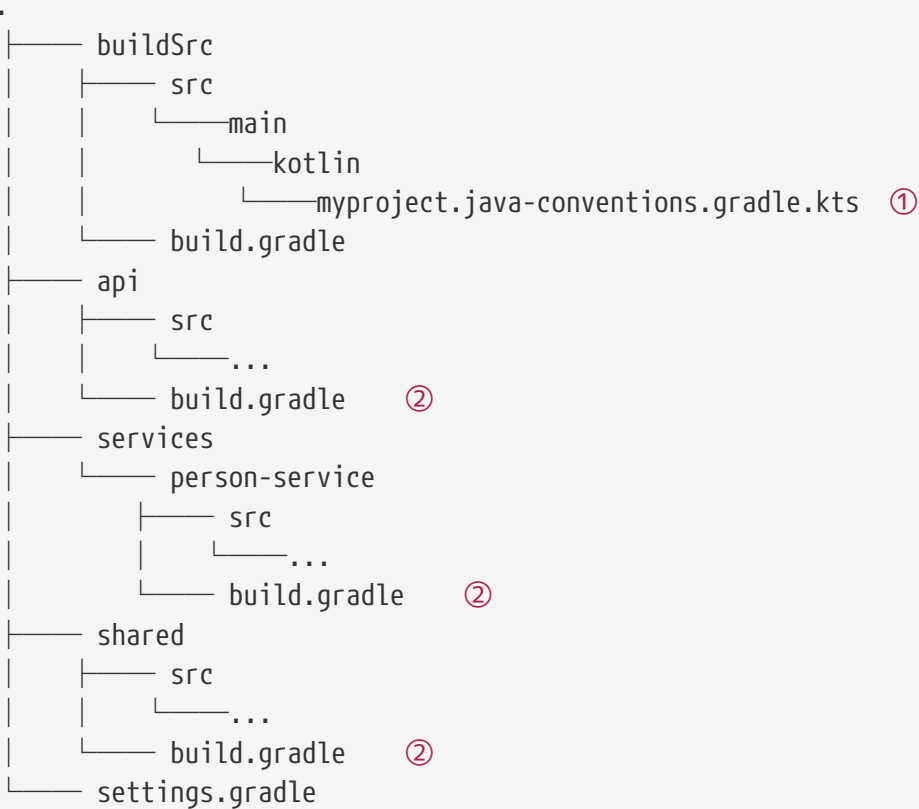 .
├── buildSrc
│   ├── src
│   │   └──main
│   │      └──kotlin
│   │         └──myproject.java-conventions.gradle.kts ①
│   └── build.gradle
├── api
│   ├── src
│   │   └──...
│   └── build.gradle ②
├── services
│   └── person-service
│       ├── src
│       │   └──...
│       └── build.gradle ②
├── shared
│   ├── src
│   │   └──...
│   └── build.gradle ②
└── settings.gradle